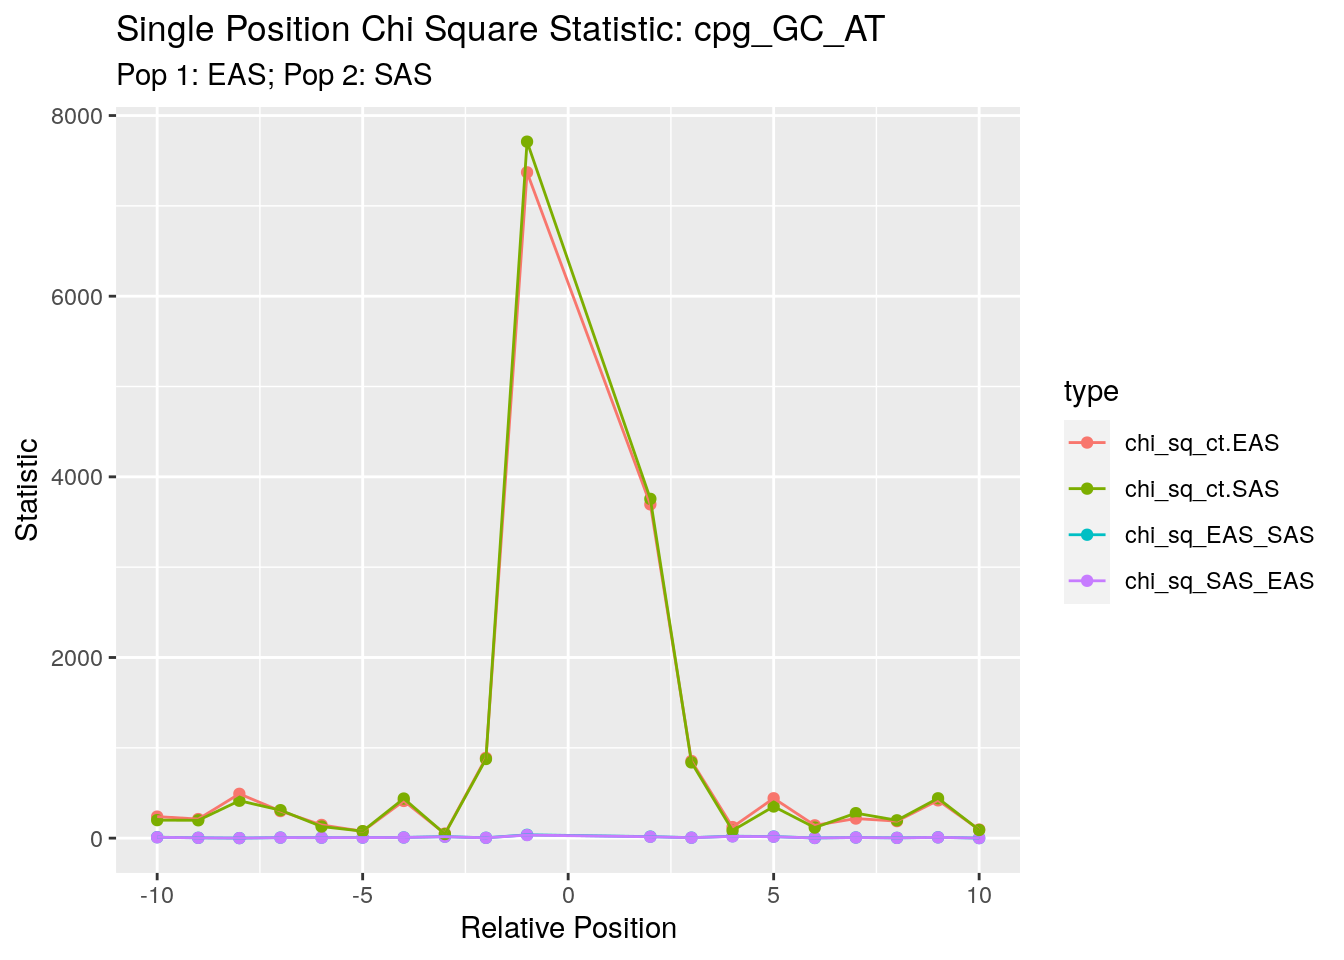 Single Position Chi Square Statistic: cpg_GC_AT
Pop 1: EAS; Pop 2: SAS
8000
6000
4000
2000
0
Statistic
-10
-5
0
5
10
Relative Position
type
chi_sq_ct.EAS
chi_sq_ct.SAS
chi_sq_EAS_SAS
chi_sq_SAS_EAS